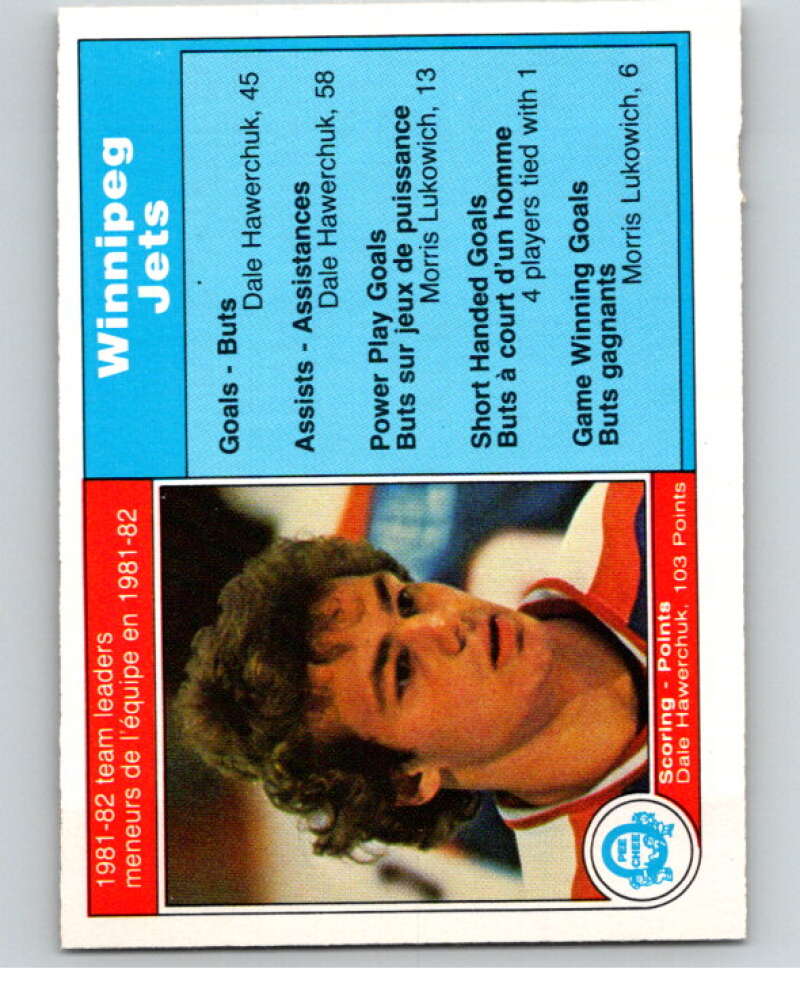 1981-82 team leaders
meneurs de l'équipe en 1981-82
Scoring - Points
Dale Hawerchuk, 103 Points
O
PEE
CHEE
Winnipeg
Jets
Goals - Buts
Dale Hawerchuk, 45
Assists - Assistances
Dale Hawerchuk, 58
Power Play Goals
Buts sur jeux de puissance
Morris Lukowich, 13
Short Handed Goals
Buts à court d'un homme
4 players tied with 1
Game Winning Goals
Buts gagnants
Morris Lukowich, 6